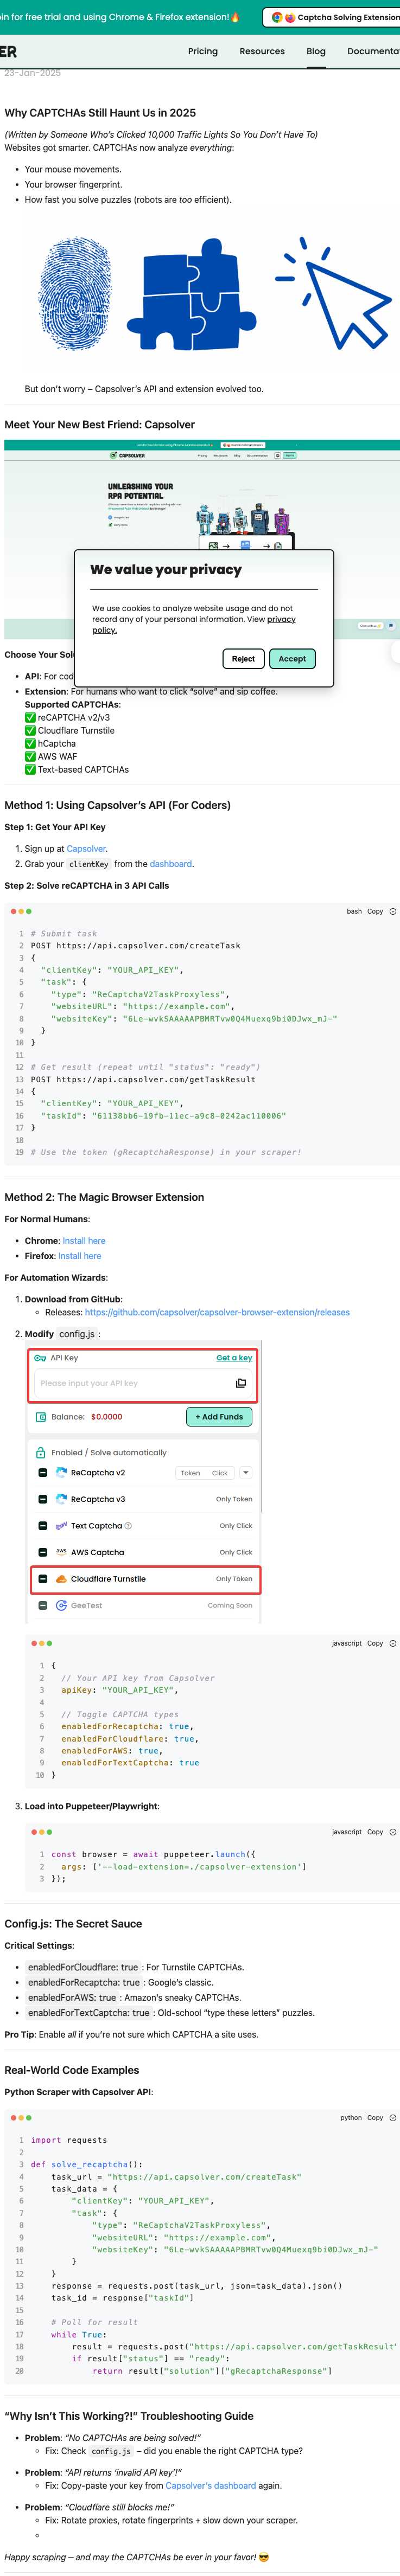 in for free trial and using Chrome & Firefox extension!🔥
Captcha Solving Extension
ER
Pricing
Resources
Blog
Documenta
23-Jan-2025
Why CAPTCHAs Still Haunt Us in 2025
(Written by Someone Who's Clicked 10,000 Traffic Lights So You Don't Have To)
Websites got smarter. CAPTCHAs now analyze everything:
• Your mouse movements.
• Your browser fingerprint.
• How fast you solve puzzles (robots are too efficient).
But don't worry – Capsolver's API and extension evolved too.
Meet Your New Best Friend: Capsolver
CAPSOLVER
Pricing
Resources
Blog
Documentation
UNLEASHING YOUR
RPA POTENTIAL
We value your privacy
We use cookies to analyze website usage and do not
record any of your personal information. View privacy
policy.
Reject
Accept
Choose Your Sol
• API: For cod
• Extension: For humans who want to click “solve” and sip coffee.
Supported CAPTCHAs:
✅ reCAPTCHA v2/v3
✅ Cloudflare Turnstile
✅ hCaptcha
✅ AWS WAF
✅ Text-based CAPTCHAs
Method 1: Using Capsolver's API (For Coders)
Step 1: Get Your API Key
1. Sign up at Capsolver.
2. Grab your clientKey from the dashboard.
Step 2: Solve reCAPTCHA in 3 API Calls
bash Copy
1 # Submit task
2 POST https://api.capsolver.com/createTask
3 {
4 "clientKey": "YOUR_API_KEY",
5 "task": {
6 "type": "ReCaptchaV2TaskProxyless",
7 "websiteURL": "https://example.com",
8 "websiteKey": "6Le-wvkSAAAAAPBMRTvw0Q4Muexq9bi0DJwx_mJ-"
9 }
10 }
11
12 # Get result (repeat until "status": "ready")
13 POST https://api.capsolver.com/getTaskResult
14 {
15 "clientKey": "YOUR_API_KEY",
16 "taskId": "61138bb6-19fb-11ec-a9c8-0242ac110006"
17 }
18
19 # Use the token (gRecaptchaResponse) in your scraper!
Method 2: The Magic Browser Extension
For Normal Humans:
• Chrome: Install here
• Firefox: Install here
For Automation Wizards:
1. Download from GitHub:
Releases: https://github.com/capsolver/capsolver-browser-extension/releases
2. Modify config.js :
API Key
Get a key
Please input your API key
Balance: $0.0000
+ Add Funds
Enabled / Solve automatically
ReCaptcha v2
Token
Click
ReCaptcha v3
Only Token
Text Captcha
Only Click
aws AWS Captcha
Only Click
Cloudflare Turnstile
Only Token
GeeTest
Coming Soon
javascript Copy
1 {
2 // Your API key from Capsolver
3 apiKey: "YOUR_API_KEY",
4
5 // Toggle CAPTCHA types
6 enabledForRecaptcha: true,
7 enabledForCloudflare: true,
8 enabledForAWS: true,
9 enabledForTextCaptcha: true
10 }
3. Load into Puppeteer/Playwright:
javascript Copy
1 const browser = await puppeteer.launch({
2 args: ['--load-extension=./capsolver-extension']
3 });
Config.js: The Secret Sauce
Critical Settings:
• enabledForCloudflare: true : For Turnstile CAPTCHAs.
• enabledForRecaptcha: true : Google's classic.
• enabledForAWS: true : Amazon's sneaky CAPTCHAs.
• enabledForTextCaptcha: true : Old-school “type these letters” puzzles.
Pro Tip: Enable all if you're not sure which CAPTCHA a site uses.
Real-World Code Examples
Python Scraper with Capsolver API:
python Copy
1 import requests
2
3 def solve_recaptcha():
4 task_url = "https://api.capsolver.com/createTask"
5 task_data = {
6 "clientKey": "YOUR_API_KEY",
7 "task": {
8 "type": "ReCaptchaV2TaskProxyless",
9 "websiteURL": "https://example.com",
10 "websiteKey": "6Le-wvkSAAAAAPBMRTvw0Q4Muexq9bi0DJwx_mJ-"
11 }
12 }
13 response = requests.post(task_url, json=task_data).json()
14 task_id = response["taskId"]
15
16 # Poll for result
17 while True:
18 result = requests.post("https://api.capsolver.com/getTaskResult"
19 if result["status"] == "ready":
20 return result["solution"]["gRecaptchaResponse"]
“Why Isn't This Working?!” Troubleshooting Guide
• Problem: “No CAPTCHAs are being solved!”
Fix: Check config.js – did you enable the right CAPTCHA type?
• Problem: “API returns ‘invalid API key’!”
Fix: Copy-paste your key from Capsolver's dashboard again.
• Problem: “Cloudflare still blocks me!”
Fix: Rotate proxies, rotate fingerprints + slow down your scraper.
Happy scraping – and may the CAPTCHAs be ever in your favor! 😎